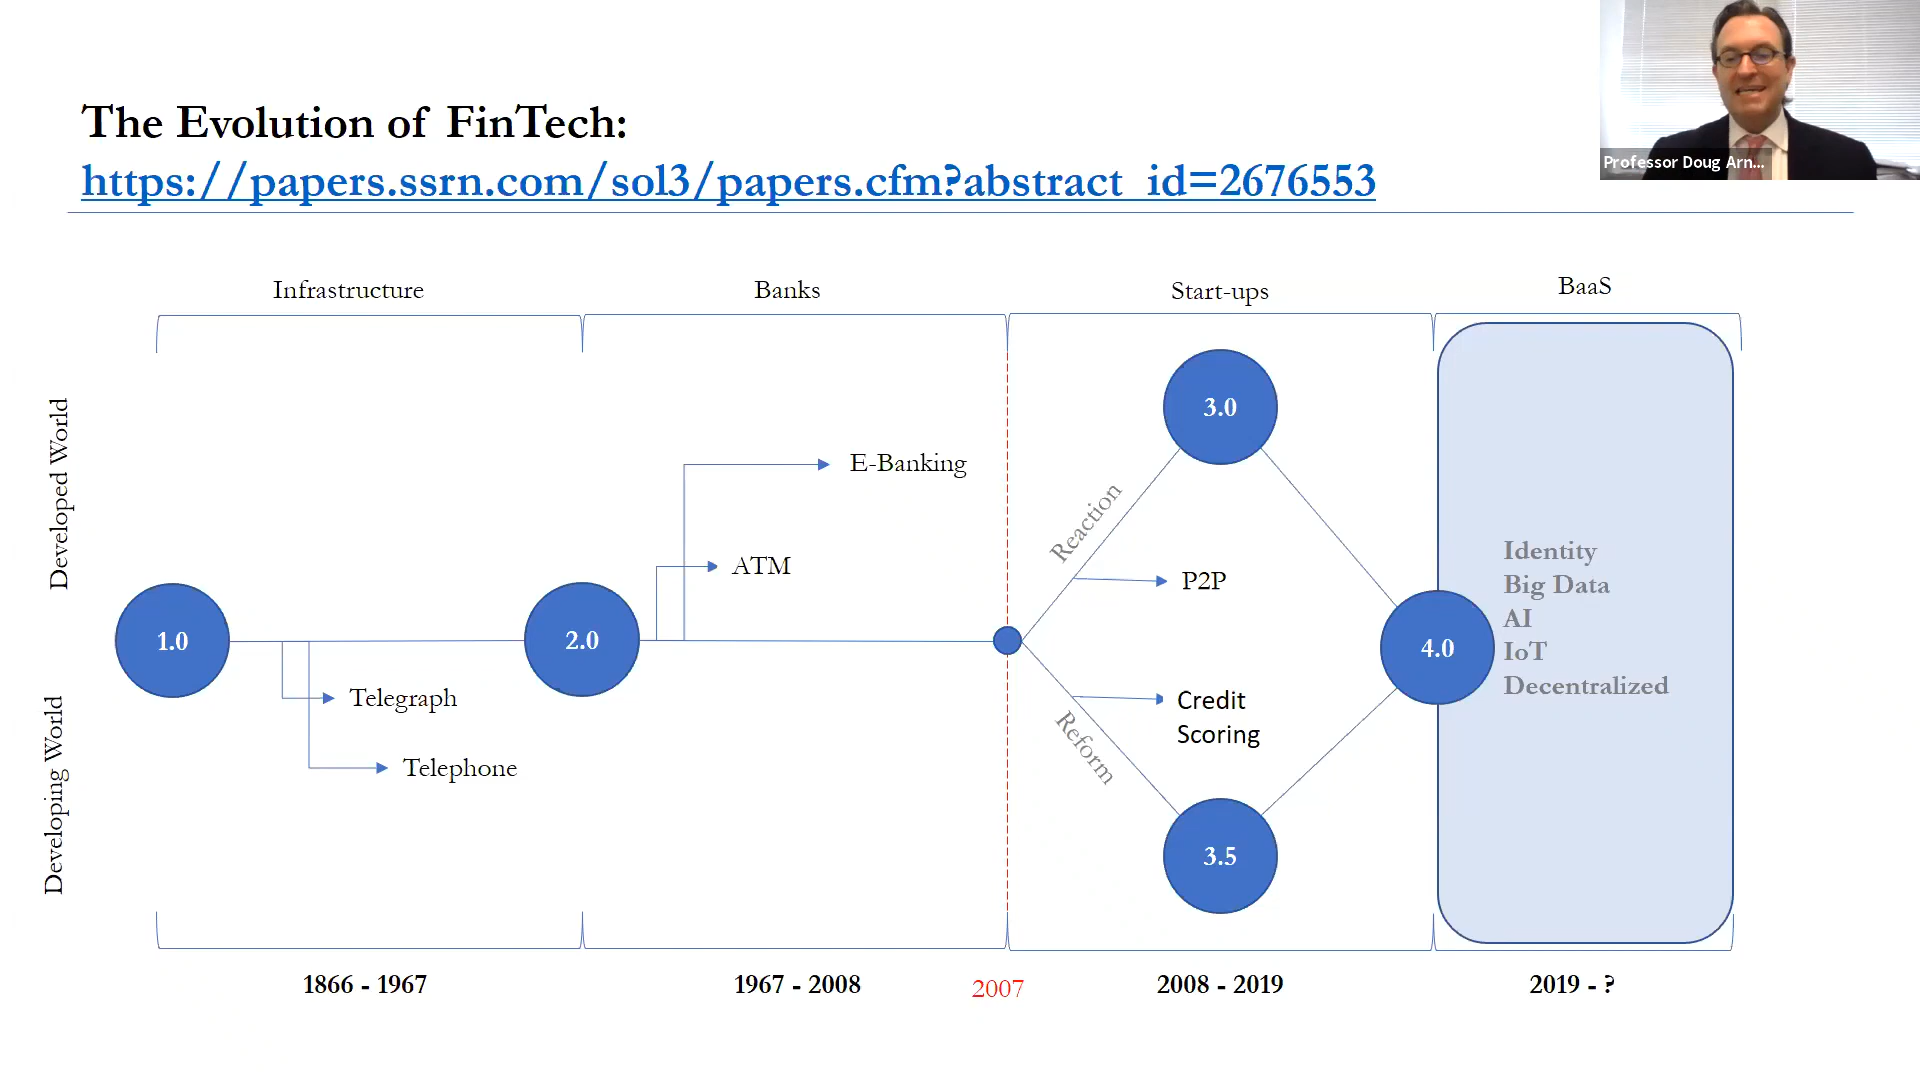 The Evolution of FinTech:
https://papers.ssrn.com/sol3/papers.cfm?abstract_id=2676553
Professor Doug Arn...
Infrastructure
Banks
Start-ups
BaaS
Developed World
Developing World
1.0
Telegraph
Telephone
2.0
ATM
E-Banking
Reaction
Reform
3.0
P2P
Credit
Scoring
3.5
4.0
Identity
Big Data
AI
IoT
Decentralized
1866 - 1967
1967 - 2008
2007
2008 - 2019
2019 - ?